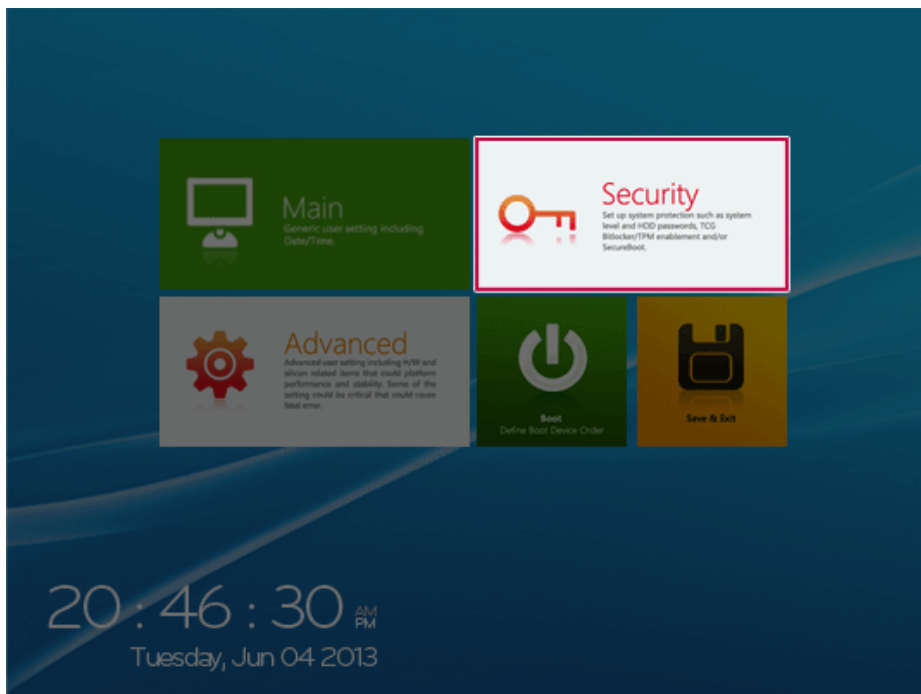 Main
Generic user setting including
Date/Time.
Security
Set up system protection such as system
level and HDD passwords, TCG
Bitlocker/TPM enablement and/or
SecureBoot.
Advanced
Advanced user setting including H/W and
silicon related items that could platform
performance and stability. Some of the
setting could be critical that could cause
fatal error.
Boot
Define Boot Device Order
Save & Exit
20 : 46 : 30 AM
PM
Tuesday, Jun 04 2013